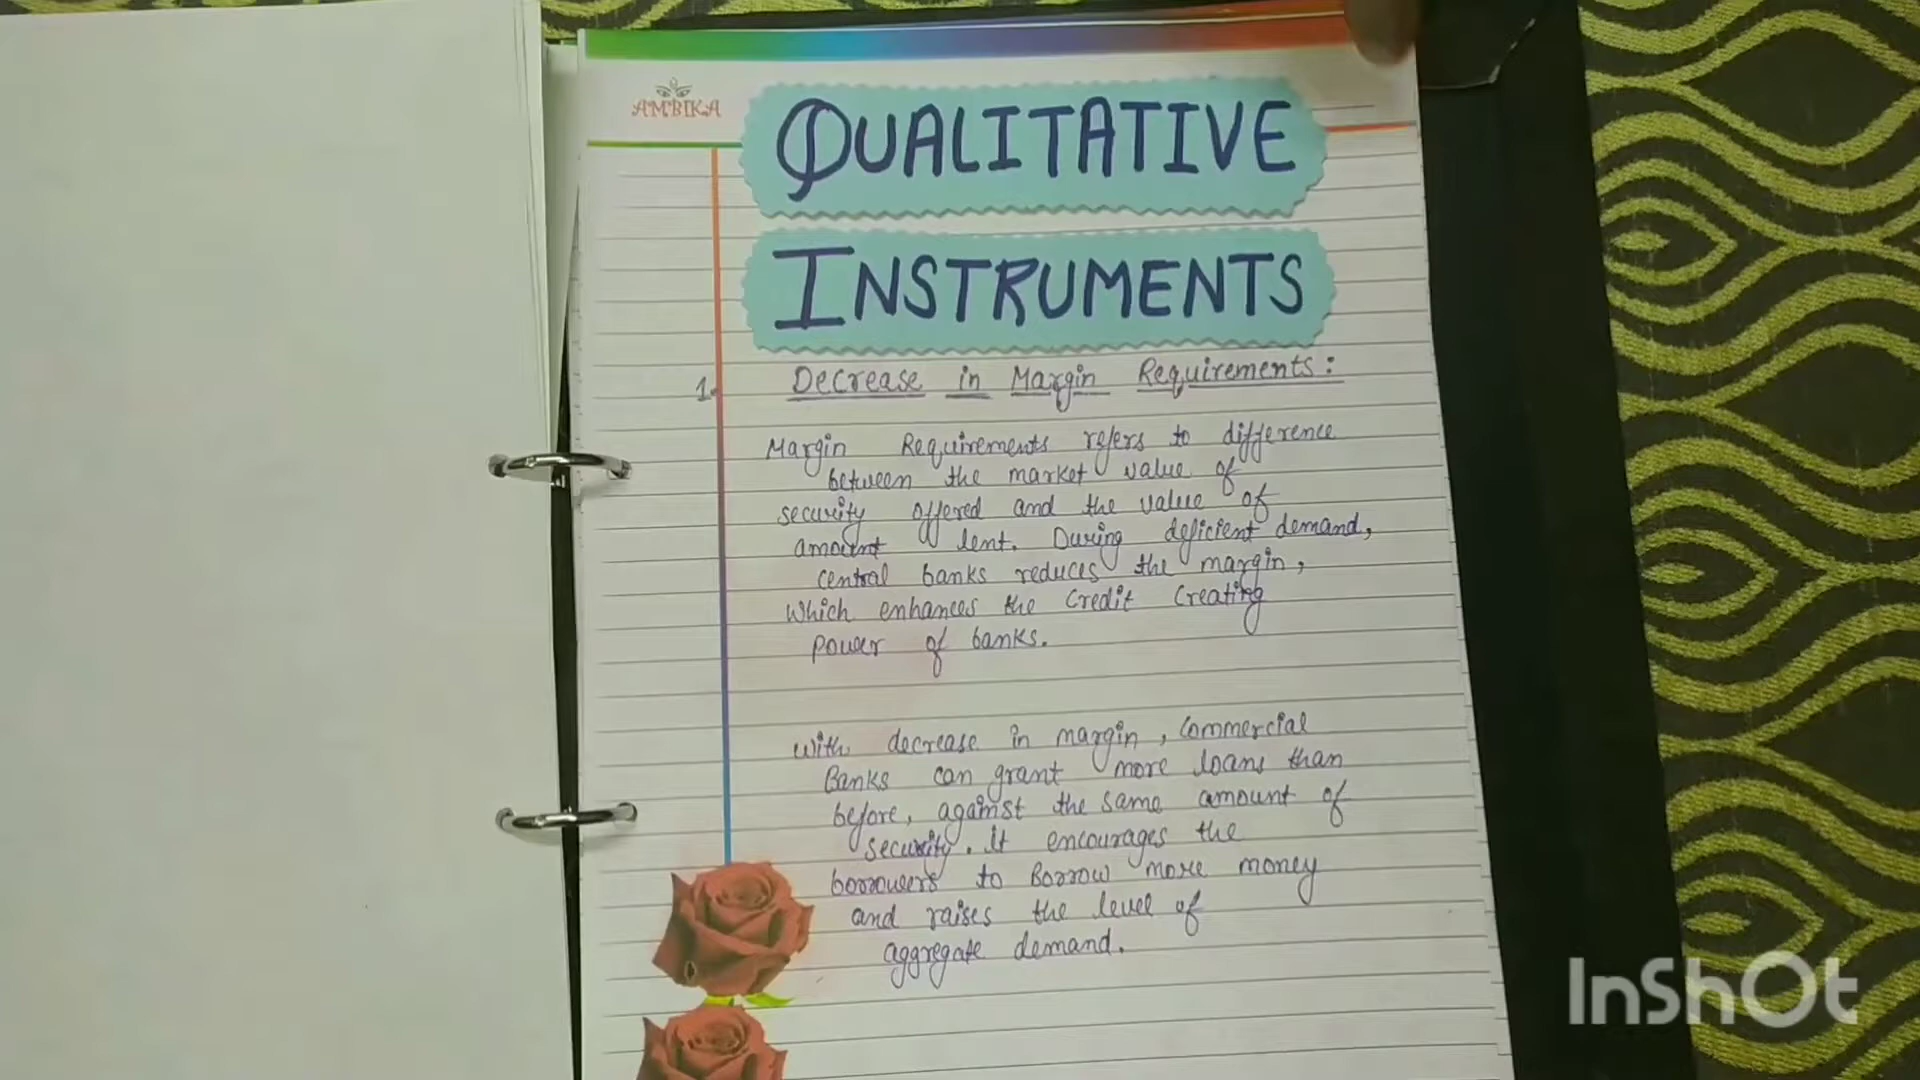 AMBIKA
QUALITATIVE
INSTRUMENTS
1. Decrease in Margin Requirements:
Margin Requirements refers to difference
between the market value of
security offered and the value of
amount lent. During deficient demand,
central banks reduces the margin,
which enhances the credit creating
power of banks.
With decrease in margin, commercial
Banks can grant more loans than
before, against the same amount of
security. It encourages the
borrowers to Borrow more money
and raises the level of
aggregate demand.
InShOt